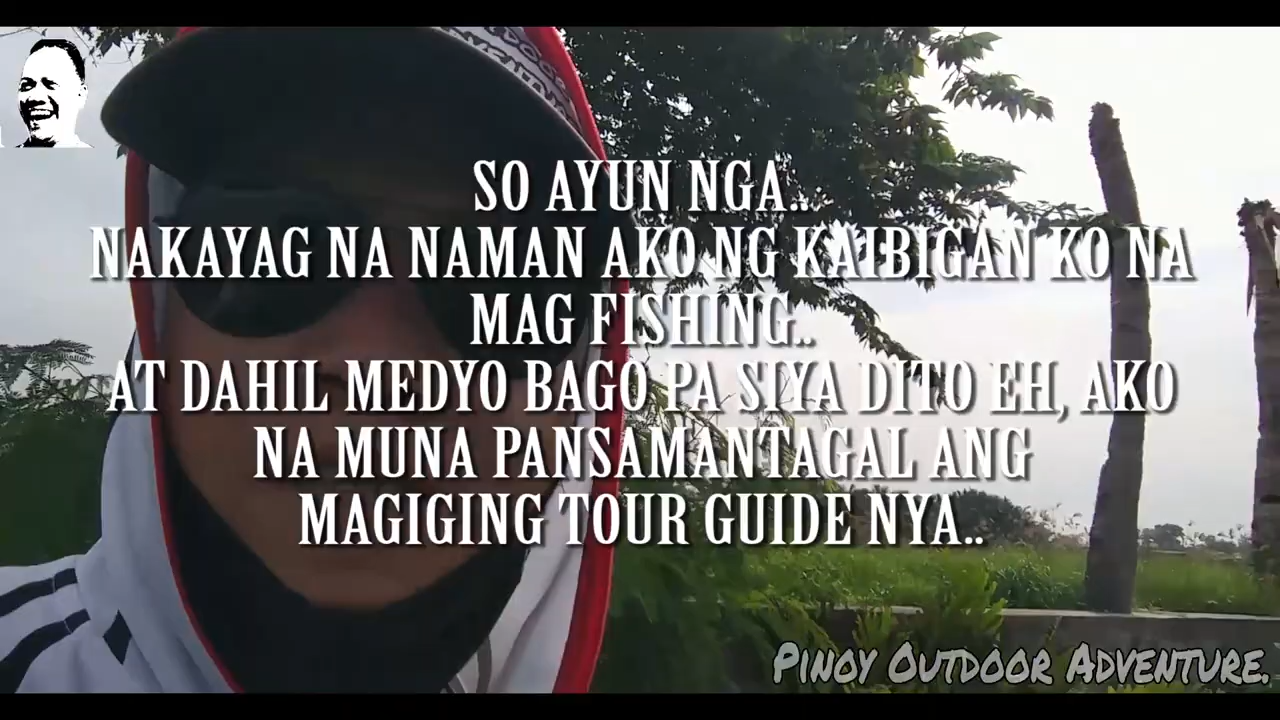 SO AYUN NGA..
NAKAYAG NA NAMAN AKO NG KAIBIGAN KO NA
MAG FISHING..
AT DAHIL MEDYO BAGO PA SIYA DITO EH, AKO
NA MUNA PANSAMANTAGAL ANG
MAGIGING TOUR GUIDE NYA..
PINOY OUTDOOR ADVENTURE.